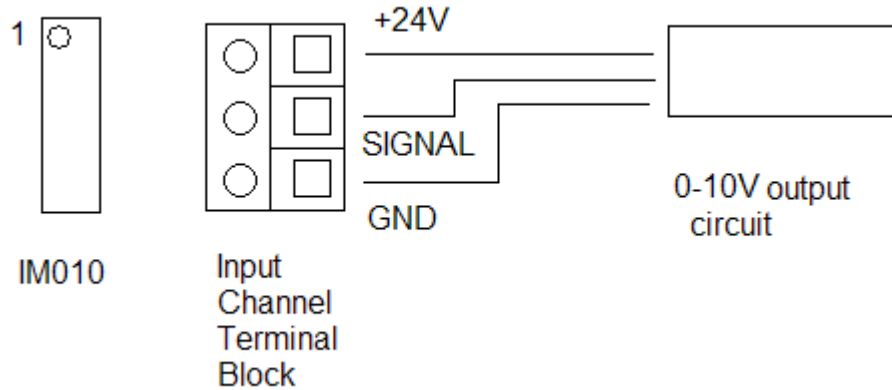 1
+24V
SIGNAL
GND
IM010
Input
Channel
Terminal
Block
0-10V output
circuit